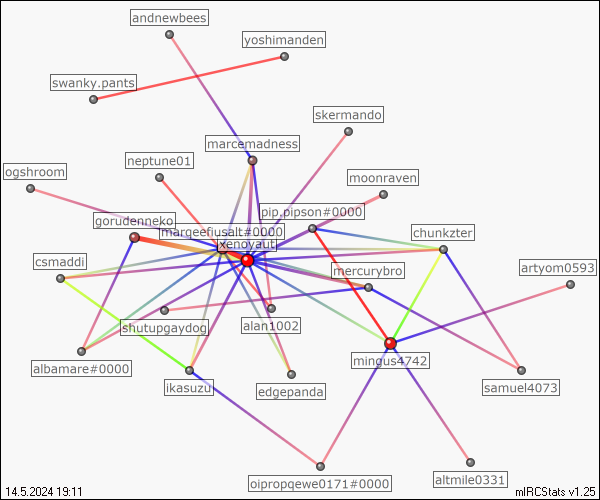 andnewbees
yoshimanden
swanky.pants
skermando
marcemadness
neptune01
ogshroom
moonraven
pip.pipson#0000
gorudenneko
margeefjusalt#0000
chunkzter
xenoyaut
csmaddi
mercurybro
artyom0593
shutupgaydog
alan1002
mingus4742
albamare#0000
ikasuzu
edgepanda
samuel4073
oipropqewe0171#0000
altmile0331
14.5.2024 19:11
mIRCStats v1.25